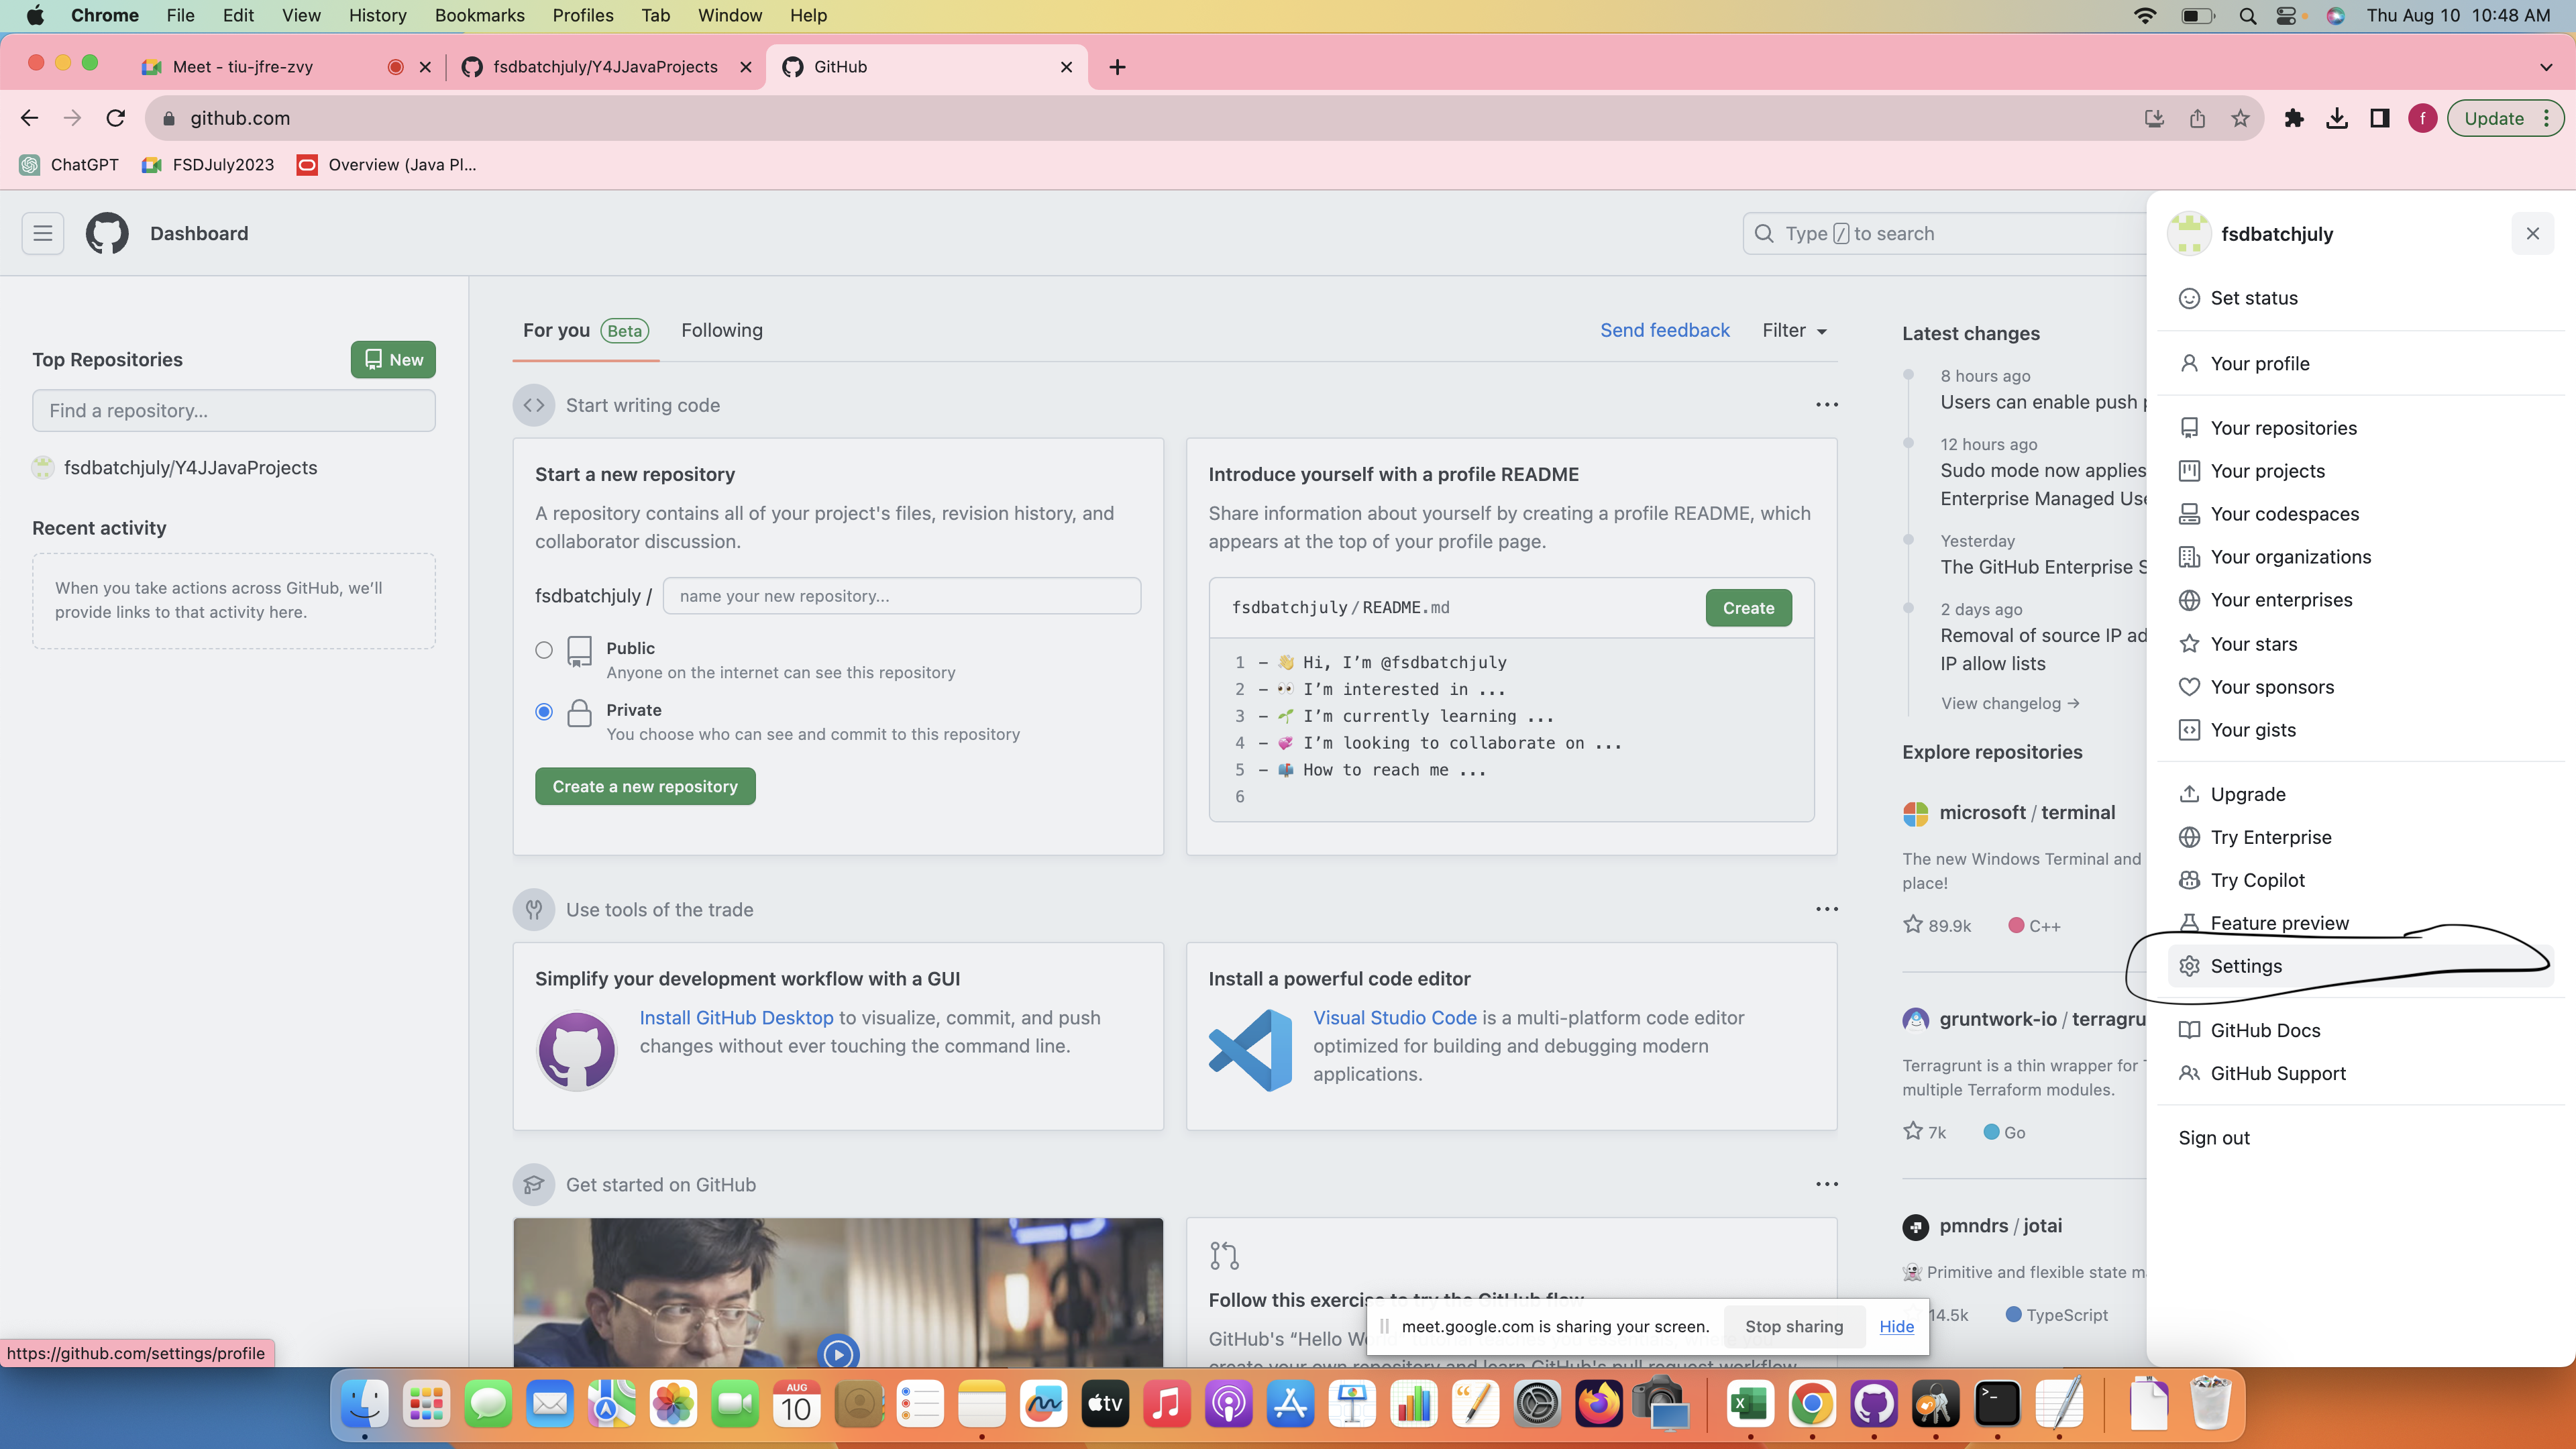 Chrome File Edit View History Bookmarks Profiles Tab Window Help Thu Aug 10 10:48 AM
Meet - tiu-jfre-zvy
fsdbatchjuly/Y4JJavaProjects
GitHub
github.com
f
Update
ChatGPT
FSDJuly2023
Overview (Java Pl...
Dashboard
Type / to search
Top Repositories
New
Find a repository...
fsdbatchjuly/Y4JJavaProjects
Recent activity
When you take actions across GitHub, we'll
provide links to that activity here.
For you Beta
Following
Send feedback
Filter
Start writing code
Start a new repository
A repository contains all of your project's files, revision history, and
collaborator discussion.
fsdbatchjuly /
name your new repository...
Public
Anyone on the internet can see this repository
Private
You choose who can see and commit to this repository
Create a new repository
Introduce yourself with a profile README
Share information about yourself by creating a profile README, which
appears at the top of your profile page.
fsdbatchjuly/README.md
Create
1 – 👋 Hi, I'm @fsdbatchjuly
2 – 👀 I'm interested in ...
3 – 🌱 I'm currently learning ...
4 – 💞️ I'm looking to collaborate on ...
5 – 📫 How to reach me ...
6
Use tools of the trade
Simplify your development workflow with a GUI
Install GitHub Desktop to visualize, commit, and push
changes without ever touching the command line.
Install a powerful code editor
Visual Studio Code is a multi-platform code editor
optimized for building and debugging modern
applications.
Get started on GitHub
Follow this exercise to try the GitHub flow
GitHub's “Hello
create your own repository and learn GitHub's pull request workflow
Latest changes
8 hours ago
Users can enable push
12 hours ago
Sudo mode now applies
Enterprise Managed
Yesterday
The GitHub Enterprise
2 days ago
Removal of source IP
IP allow lists
View changelog →
Explore repositories
microsoft / terminal
The new Windows Terminal and
place!
89.9k C++
gruntwork-io / terragru
Terragrunt is a thin wrapper for
multiple Terraform modules.
7k Go
pmndrs / jotai
👻 Primitive and flexible state
14.5k TypeScript
fsdbatchjuly
Set status
Your profile
Your repositories
Your projects
Your codespaces
Your organizations
Your enterprises
Your stars
Your sponsors
Your gists
Upgrade
Try Enterprise
Try Copilot
Feature preview
Settings
GitHub Docs
GitHub Support
Sign out
meet.google.com is sharing your screen.
Stop sharing
Hide
https://github.com/settings/profile
AUG
10
tv
X
>_